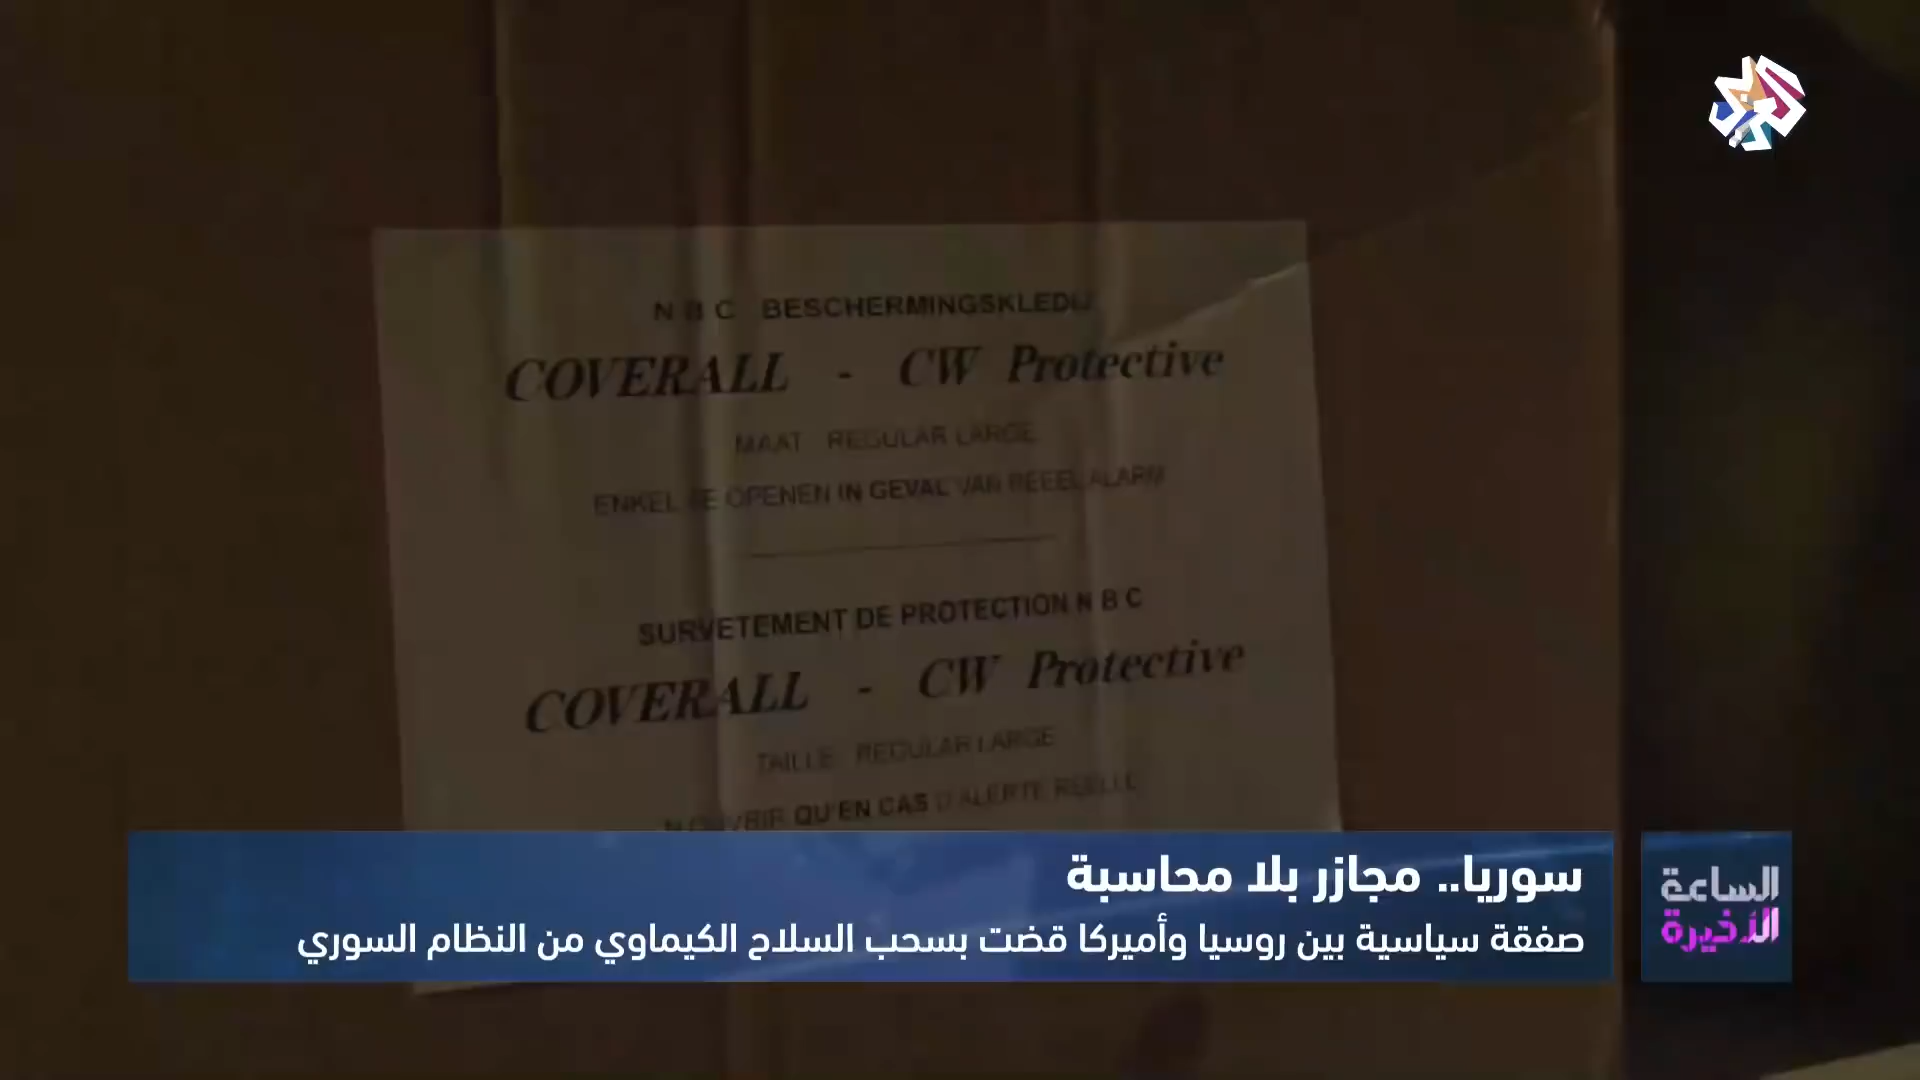 N B C BESCHERMINGSKLEDIJ
COVERALL - CW Protective
MAAT REGULAR LARGE
ENKEL TE OPENEN IN GEVAL VAN REEEL ALARM
SURVETEMENT DE PROTECTION N B C
COVERALL - CW Protective
TAILLE REGULAR LARGE
N'OUVRIR QU'EN CAS D'ALERTE REELLE
سوريا.. مجازر بلا محاسبة
صفقة سياسية بين روسيا وأميركا قضت بسحب السلاح الكيماوي من النظام السوري
الساعة
الأخيرة